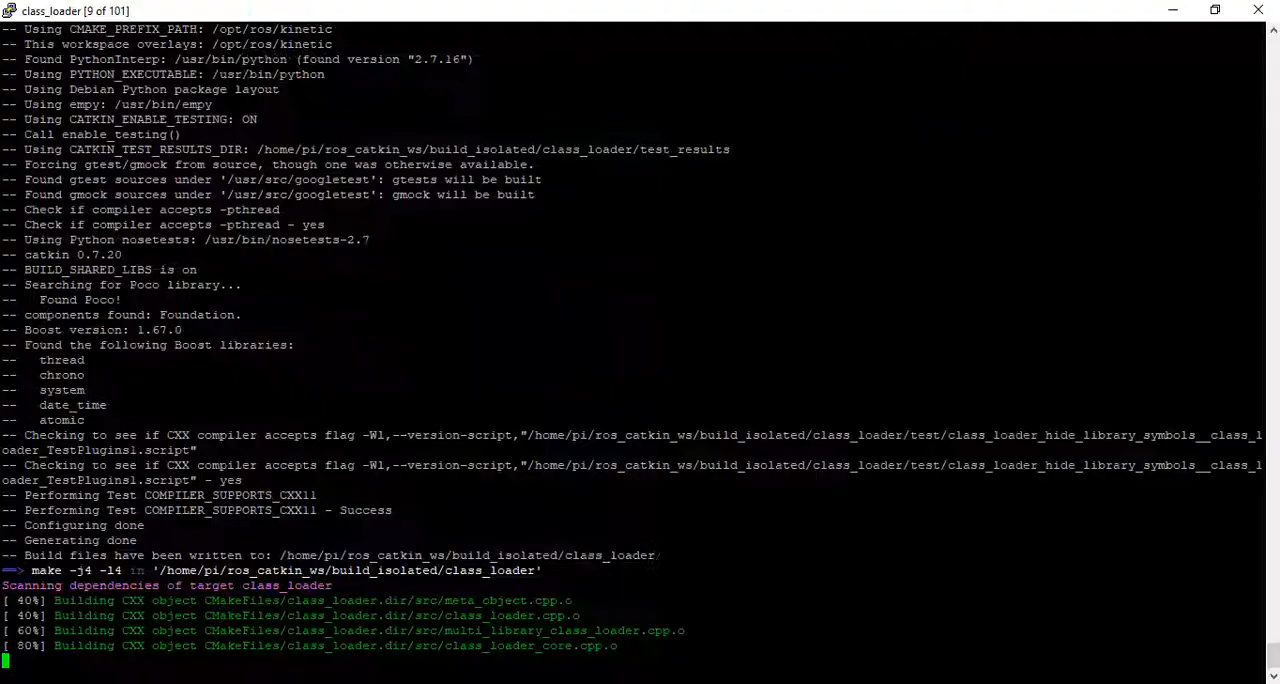 class_loader [9 of 101]
-- Using CMAKE_PREFIX_PATH: /opt/ros/kinetic
-- This workspace overlays: /opt/ros/kinetic
-- Found PythonInterp: /usr/bin/python (found version "2.7.16")
-- Using PYTHON_EXECUTABLE: /usr/bin/python
-- Using Debian Python package layout
-- Using empy: /usr/bin/empy
-- Using CATKIN_ENABLE_TESTING: ON
-- Call enable_testing()
-- Using CATKIN_TEST_RESULTS_DIR: /home/pi/ros_catkin_ws/build_isolated/class_loader/test_results
-- Forcing gtest/gmock from source, though one was otherwise available.
-- Found gtest sources under '/usr/src/googletest': gtests will be built
-- Found gmock sources under '/usr/src/googletest': gmock will be built
-- Check if compiler accepts -pthread
-- Check if compiler accepts -pthread - yes
-- Using Python nosetests: /usr/bin/nosetests-2.7
-- catkin 0.7.20
-- BUILD_SHARED_LIBS is on
-- Searching for Poco library...
--   Found Poco!
-- components found: Foundation.
-- Boost version: 1.67.0
-- Found the following Boost libraries:
--   thread
--   chrono
--   system
--   date_time
--   atomic
-- Checking to see if CXX compiler accepts flag -Wl,--version-script,"/home/pi/ros_catkin_ws/build_isolated/class_loader/test/class_loader_hide_library_symbols__class_l
oader_TestPlugins1.script"
-- Checking to see if CXX compiler accepts flag -Wl,--version-script,"/home/pi/ros_catkin_ws/build_isolated/class_loader/test/class_loader_hide_library_symbols__class_l
oader_TestPlugins1.script" - yes
-- Performing Test COMPILER_SUPPORTS_CXX11
-- Performing Test COMPILER_SUPPORTS_CXX11 - Success
-- Configuring done
-- Generating done
-- Build files have been written to: /home/pi/ros_catkin_ws/build_isolated/class_loader
==> make -j4 -l4 in '/home/pi/ros_catkin_ws/build_isolated/class_loader'
Scanning dependencies of target class_loader
[ 40%] Building CXX object CMakeFiles/class_loader.dir/src/meta_object.cpp.o
[ 40%] Building CXX object CMakeFiles/class_loader.dir/src/class_loader.cpp.o
[ 60%] Building CXX object CMakeFiles/class_loader.dir/src/multi_library_class_loader.cpp.o
[ 80%] Building CXX object CMakeFiles/class_loader.dir/src/class_loader_core.cpp.o